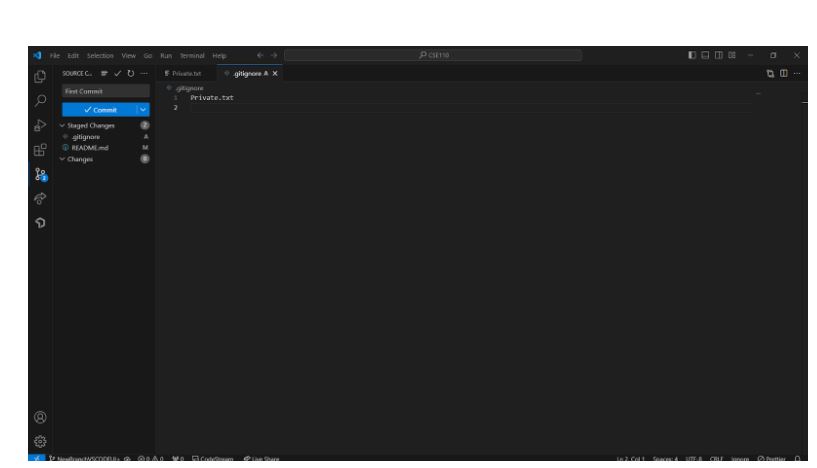 File Edit Selection View Go Run Terminal Help
CSE110
SOURCE C...
Private.txt
.gitignore A
First Commit
Commit
Staged Changes 2
.gitignore A
README.md M
Changes 0
.gitignore
1 Private.txt
2
NewBranchVSCODEUI+ 0 0 0 CodeStream Live Share
Ln 2, Col 1 Spaces: 4 UTF-8 CRLF Ignore Prettier